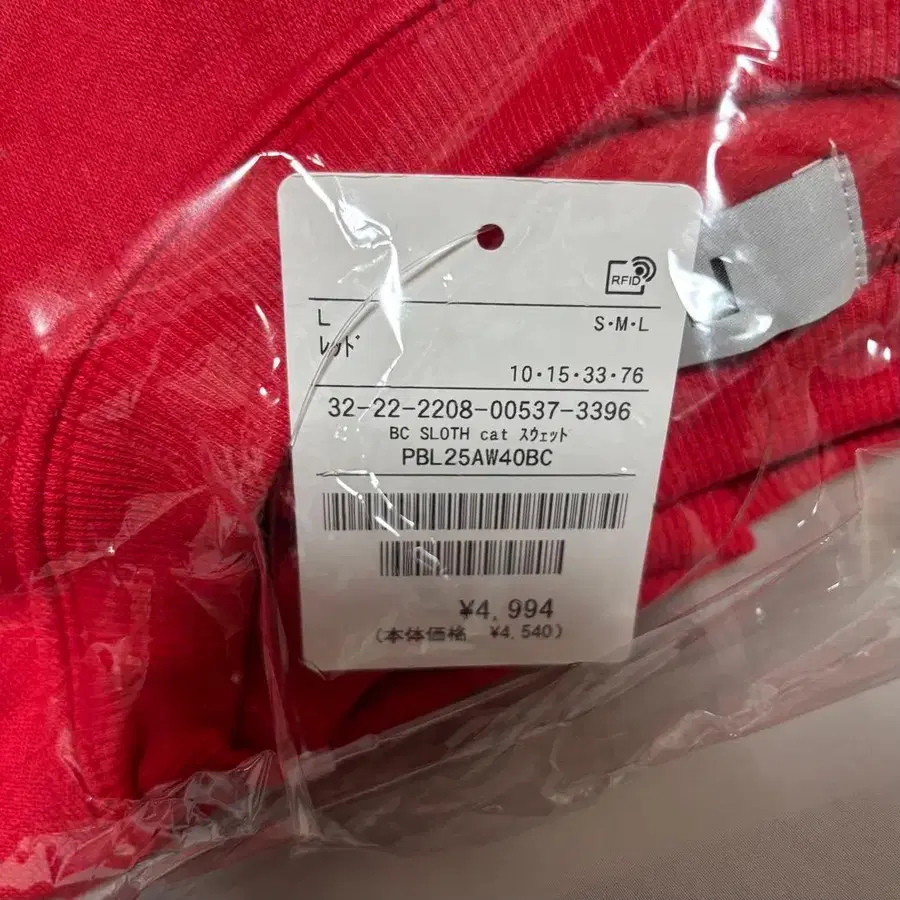 RFID
L S・M・L
レッド
10・15・33・76
32-22-2208-00537-3396
BC SLOTH cat スウェット
PBL25AW40BC
¥4,994
(本体価格 ¥4,540)